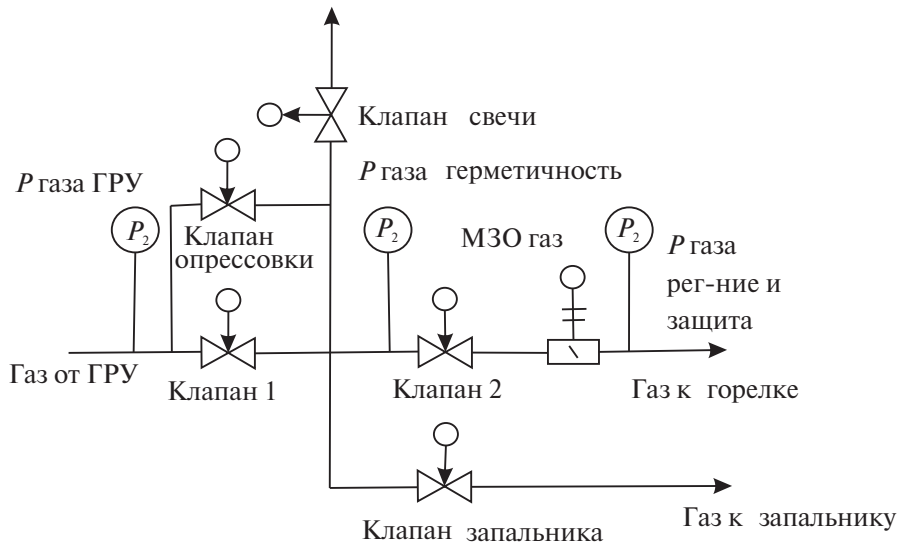 Клапан свечи
Р газа герметичность
Р газа ГРУ
P₂
Клапан
опрессовки
P₂
МЗО газ
P₂
Р газа
рег-ние и
защита
Газ от ГРУ
Клапан 1
Клапан 2
Газ к горелке
Клапан запальника
Газ к запальнику